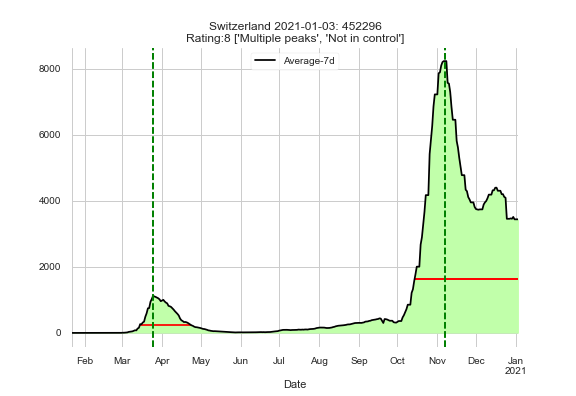 Switzerland 2021-01-03: 452296
Rating:8 ['Multiple peaks', 'Not in control']
Average-7d
8000
6000
4000
2000
0
Feb Mar Apr May Jun Jul Aug Sep Oct Nov Dec Jan
2021
Date